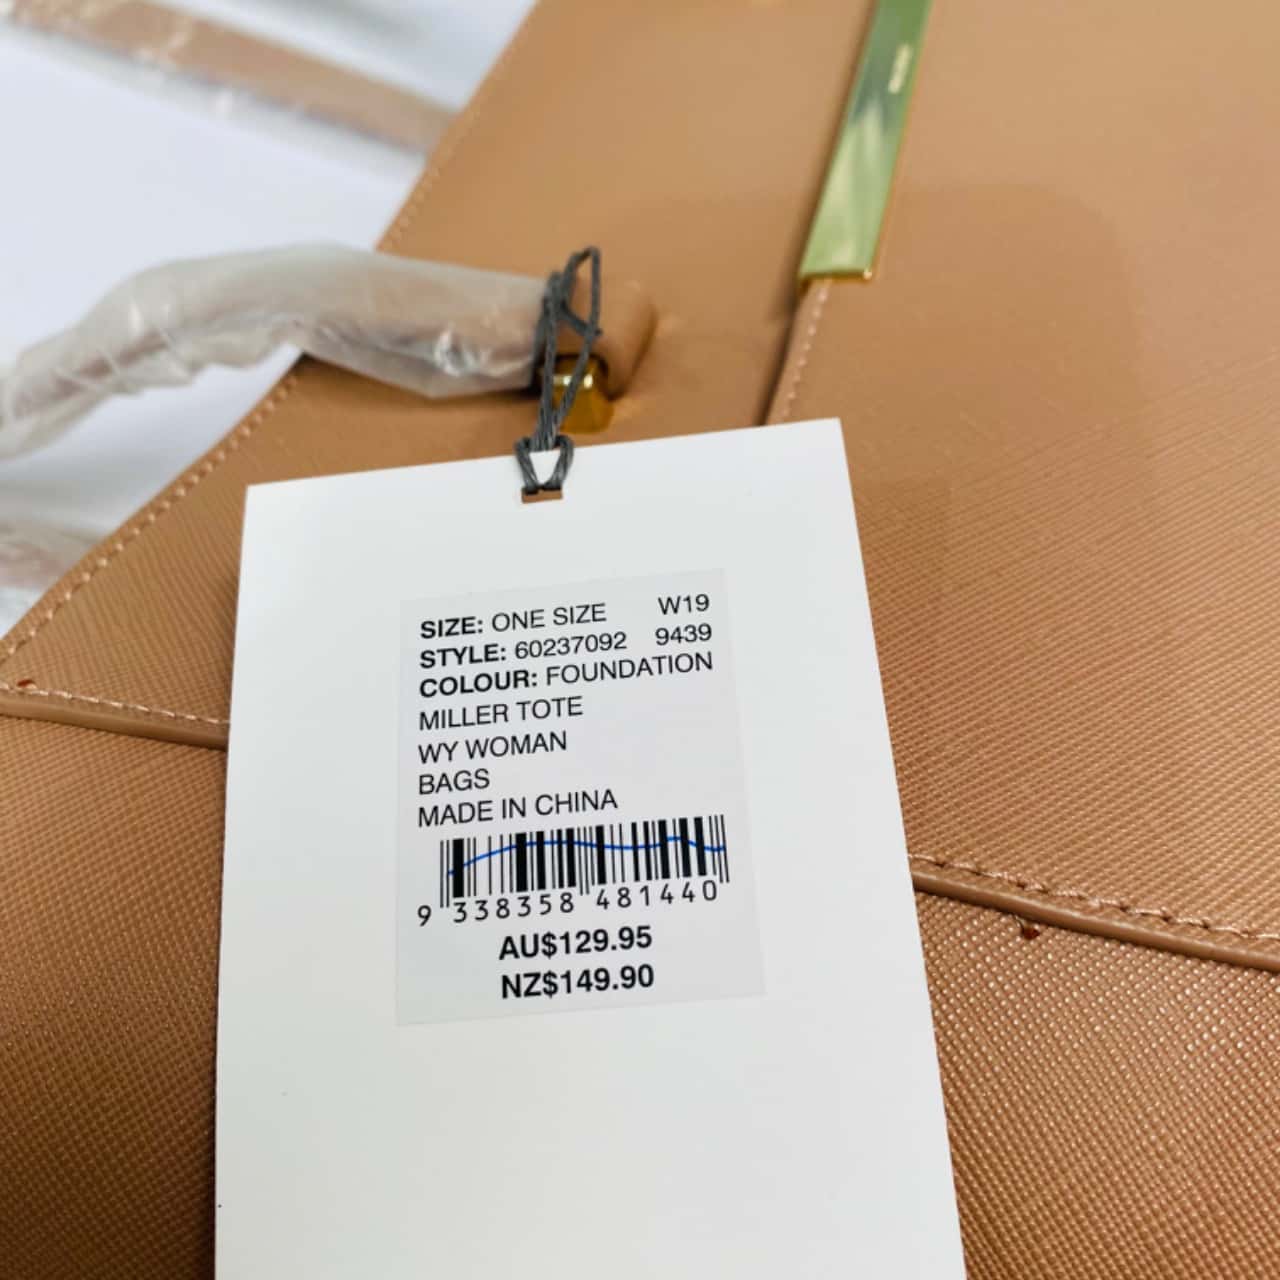 SIZE: ONE SIZE W19
STYLE: 60237092 9439
COLOUR: FOUNDATION
MILLER TOTE
WY WOMAN
BAGS
MADE IN CHINA
9 338358 481440
AU$129.95
NZ$149.90